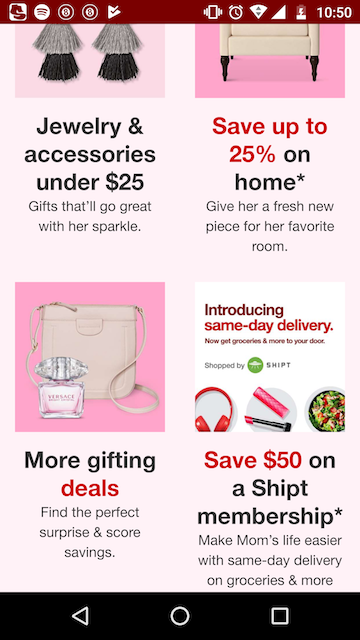 10:50
Jewelry &
accessories
under $25
Gifts that'll go great
with her sparkle.
Save up to
25% on
home*
Give her a fresh new
piece for her favorite
room.
VERSACE
More gifting
deals
Find the perfect
surprise & score
savings.
Introducing
same-day delivery.
Now get groceries & more to your door.
Shopped by SHIPT
Save $50 on
a Shipt
membership*
Make Mom's life easier
with same-day delivery
on groceries & more